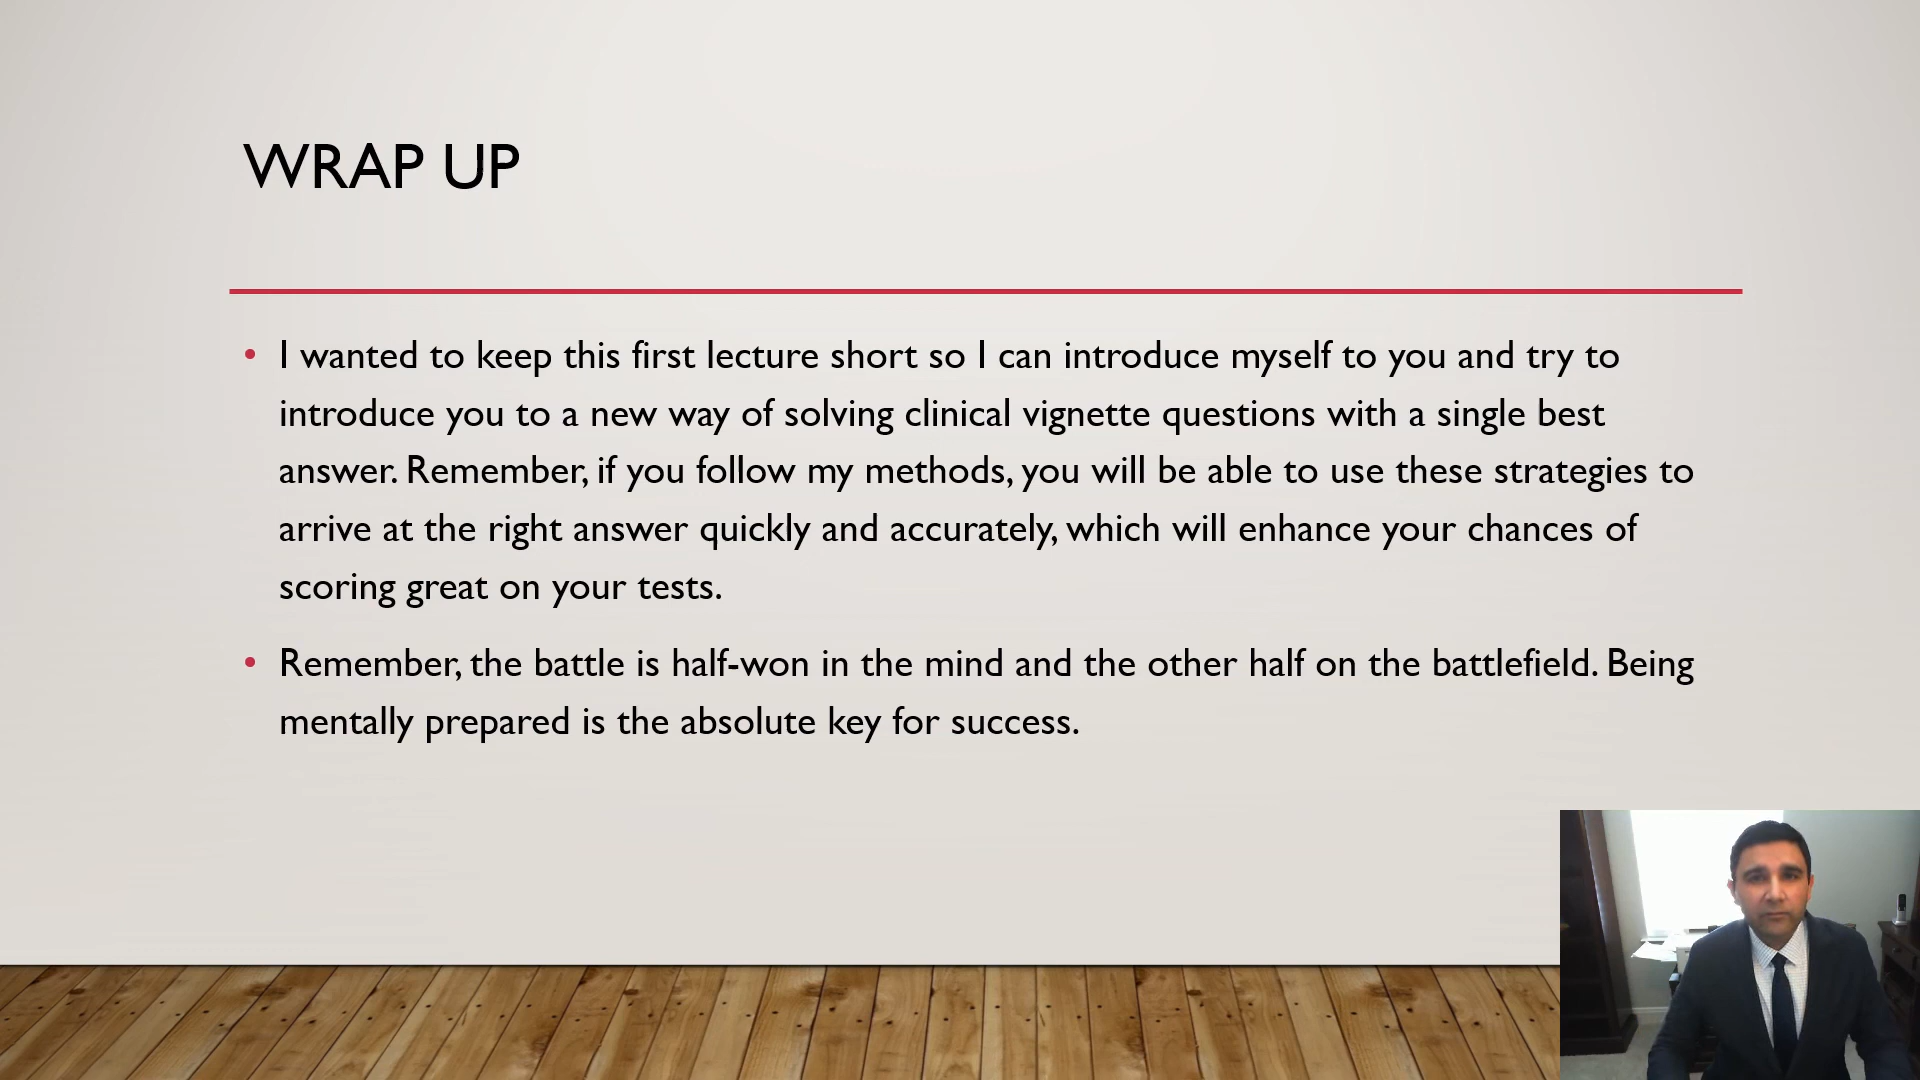 WRAP UP
• I wanted to keep this first lecture short so I can introduce myself to you and try to
introduce you to a new way of solving clinical vignette questions with a single best
answer. Remember, if you follow my methods, you will be able to use these strategies to
arrive at the right answer quickly and accurately, which will enhance your chances of
scoring great on your tests.
• Remember, the battle is half-won in the mind and the other half on the battlefield. Being
mentally prepared is the absolute key for success.